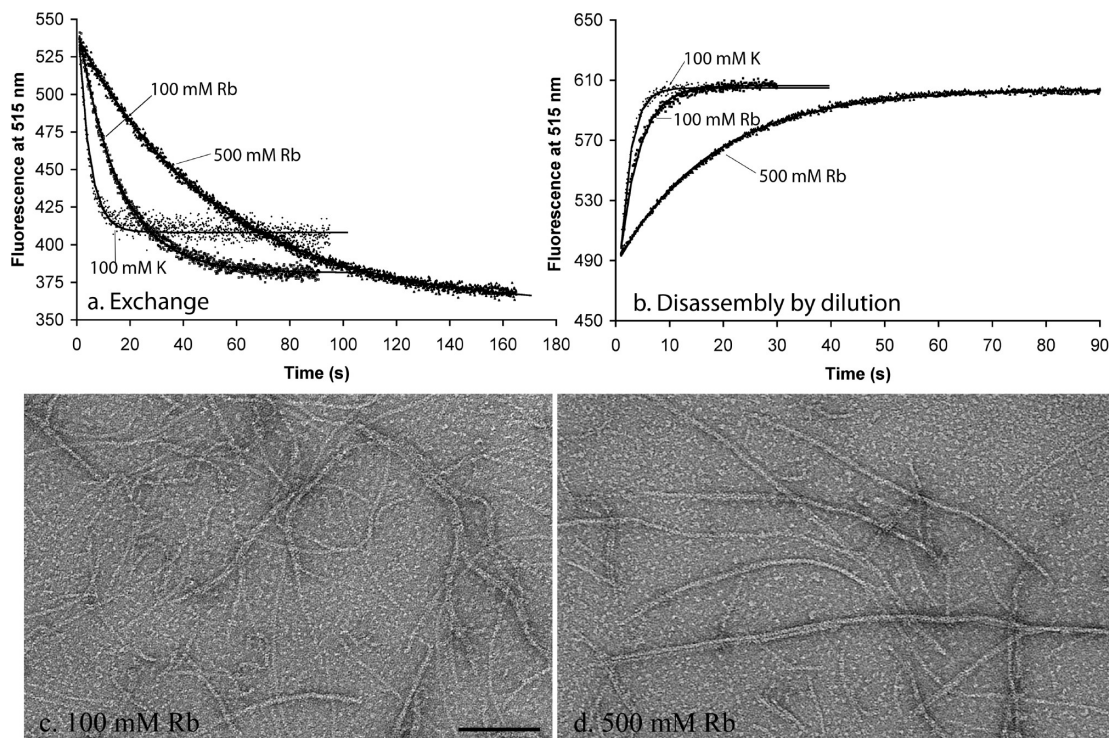 550
525
500
475
450
425
400
375
350
Fluorescence at 515 nm
100 mM Rb
500 mM Rb
100 mM K
a. Exchange
0 20 40 60 80 100 120 140 160 180
Time (s)
650
610
570
530
490
450
Fluorescence at 515 nm
100 mM K
100 mM Rb
500 mM Rb
b. Disassembly by dilution
0 10 20 30 40 50 60 70 80 90
Time (s)
c. 100 mM Rb
d. 500 mM Rb